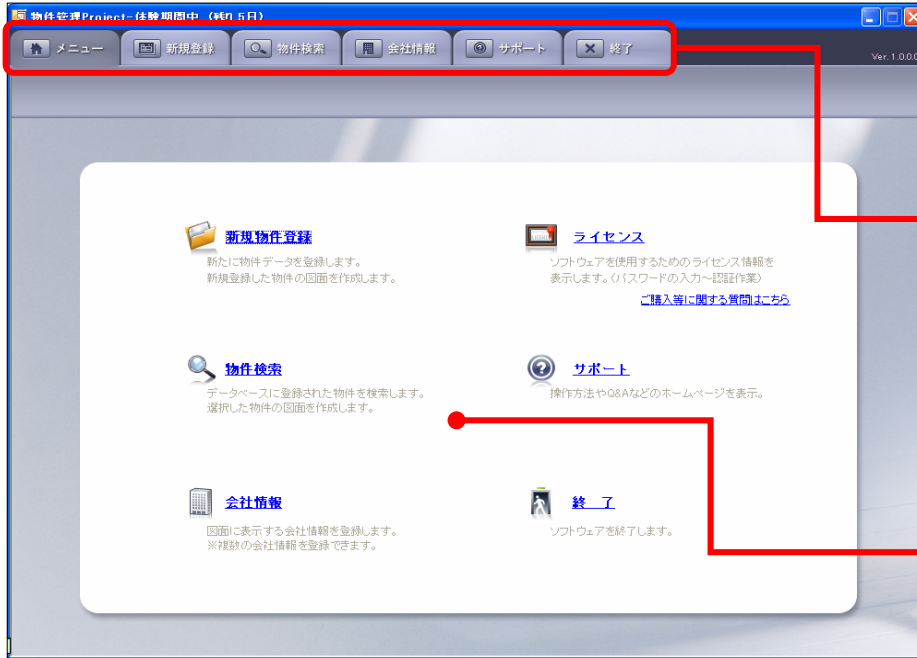 物件管理Project-体験期間中 (残り 5日)
メニュー 新規登録 物件検索 会社情報 サポート 終了
Ver.1.0.0.0
新規物件登録
新たに物件データを登録します。
新規登録した物件の図面を作成します。
ライセンス
ソフトウェアを使用するためのライセンス情報を
表示します。(パスワードの入力～認証作業)
ご購入等に関する質問はこちら
物件検索
データベースに登録された物件を検索します。
選択した物件の図面を作成します。
サポート
操作方法やQ&Aなどのホームページを表示。
会社情報
図面に表示する会社情報を登録します。
※複数の会社情報を登録できます。
終 了
ソフトウェアを終了します。